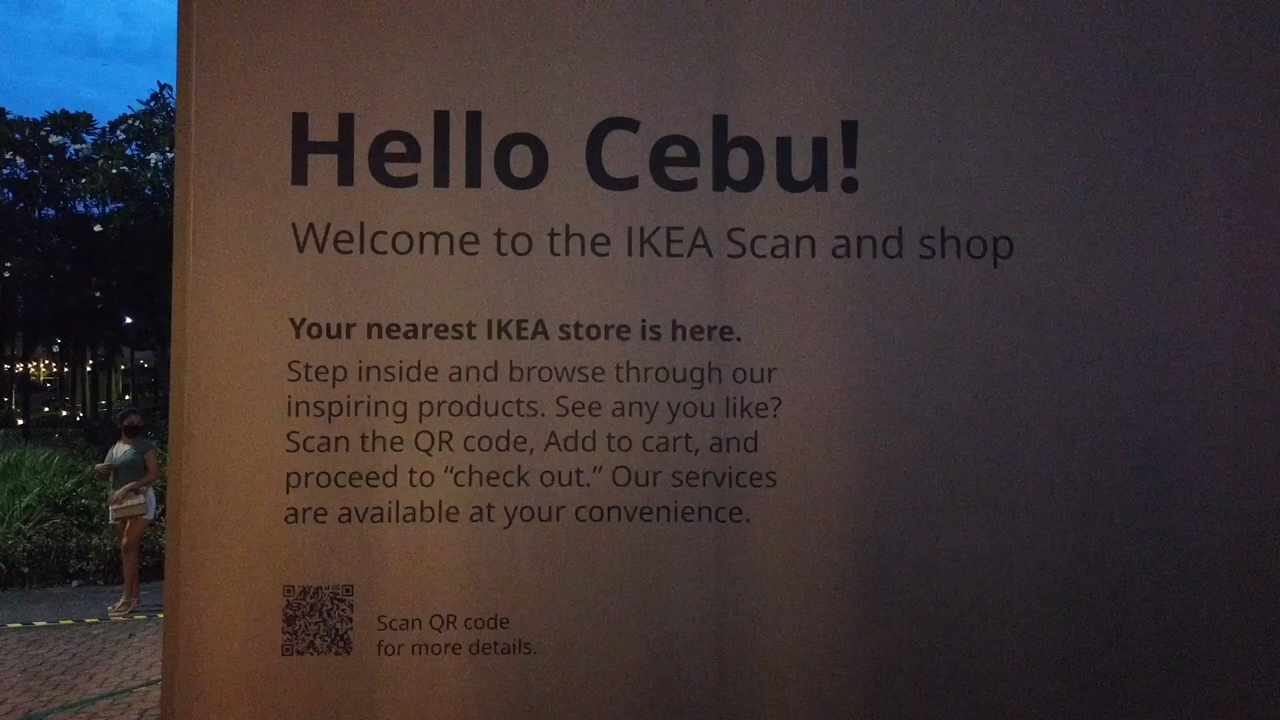 Hello Cebu!
Welcome to the IKEA Scan and shop
Your nearest IKEA store is here.
Step inside and browse through our
inspiring products. See any you like?
Scan the QR code, Add to cart, and
proceed to “check out.” Our services
are available at your convenience.
Scan QR code
for more details.